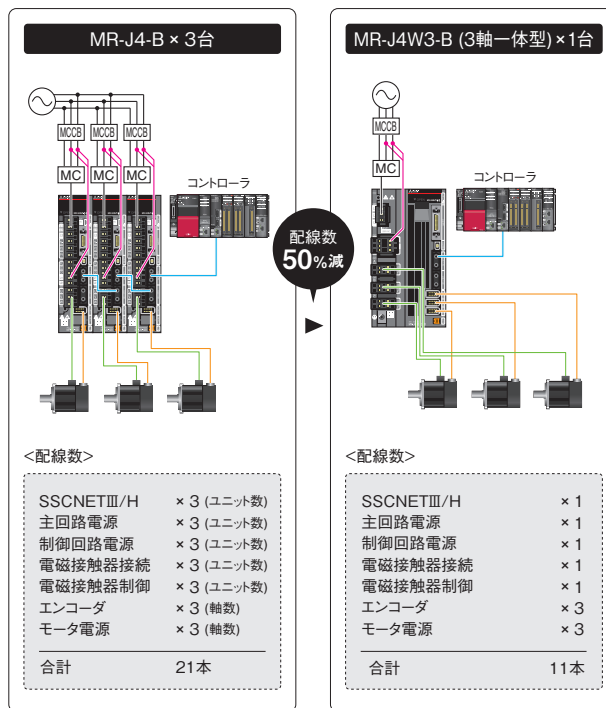 MR-J4-B × 3台
MCCB MCCB MCCB
MC MC MC
コントローラ
<配線数>
SSCNETⅢ/H × 3 (ユニット数)
主回路電源 × 3 (ユニット数)
制御回路電源 × 3 (ユニット数)
電磁接触器接続 × 3 (ユニット数)
電磁接触器制御 × 3 (ユニット数)
エンコーダ × 3 (軸数)
モータ電源 × 3 (軸数)
合計 21本
配線数
50%減
MR-J4W3-B (3軸一体型)×1台
MCCB
MC
コントローラ
<配線数>
SSCNETⅢ/H × 1
主回路電源 × 1
制御回路電源 × 1
電磁接触器接続 × 1
電磁接触器制御 × 1
エンコーダ × 3
モータ電源 × 3
合計 11本